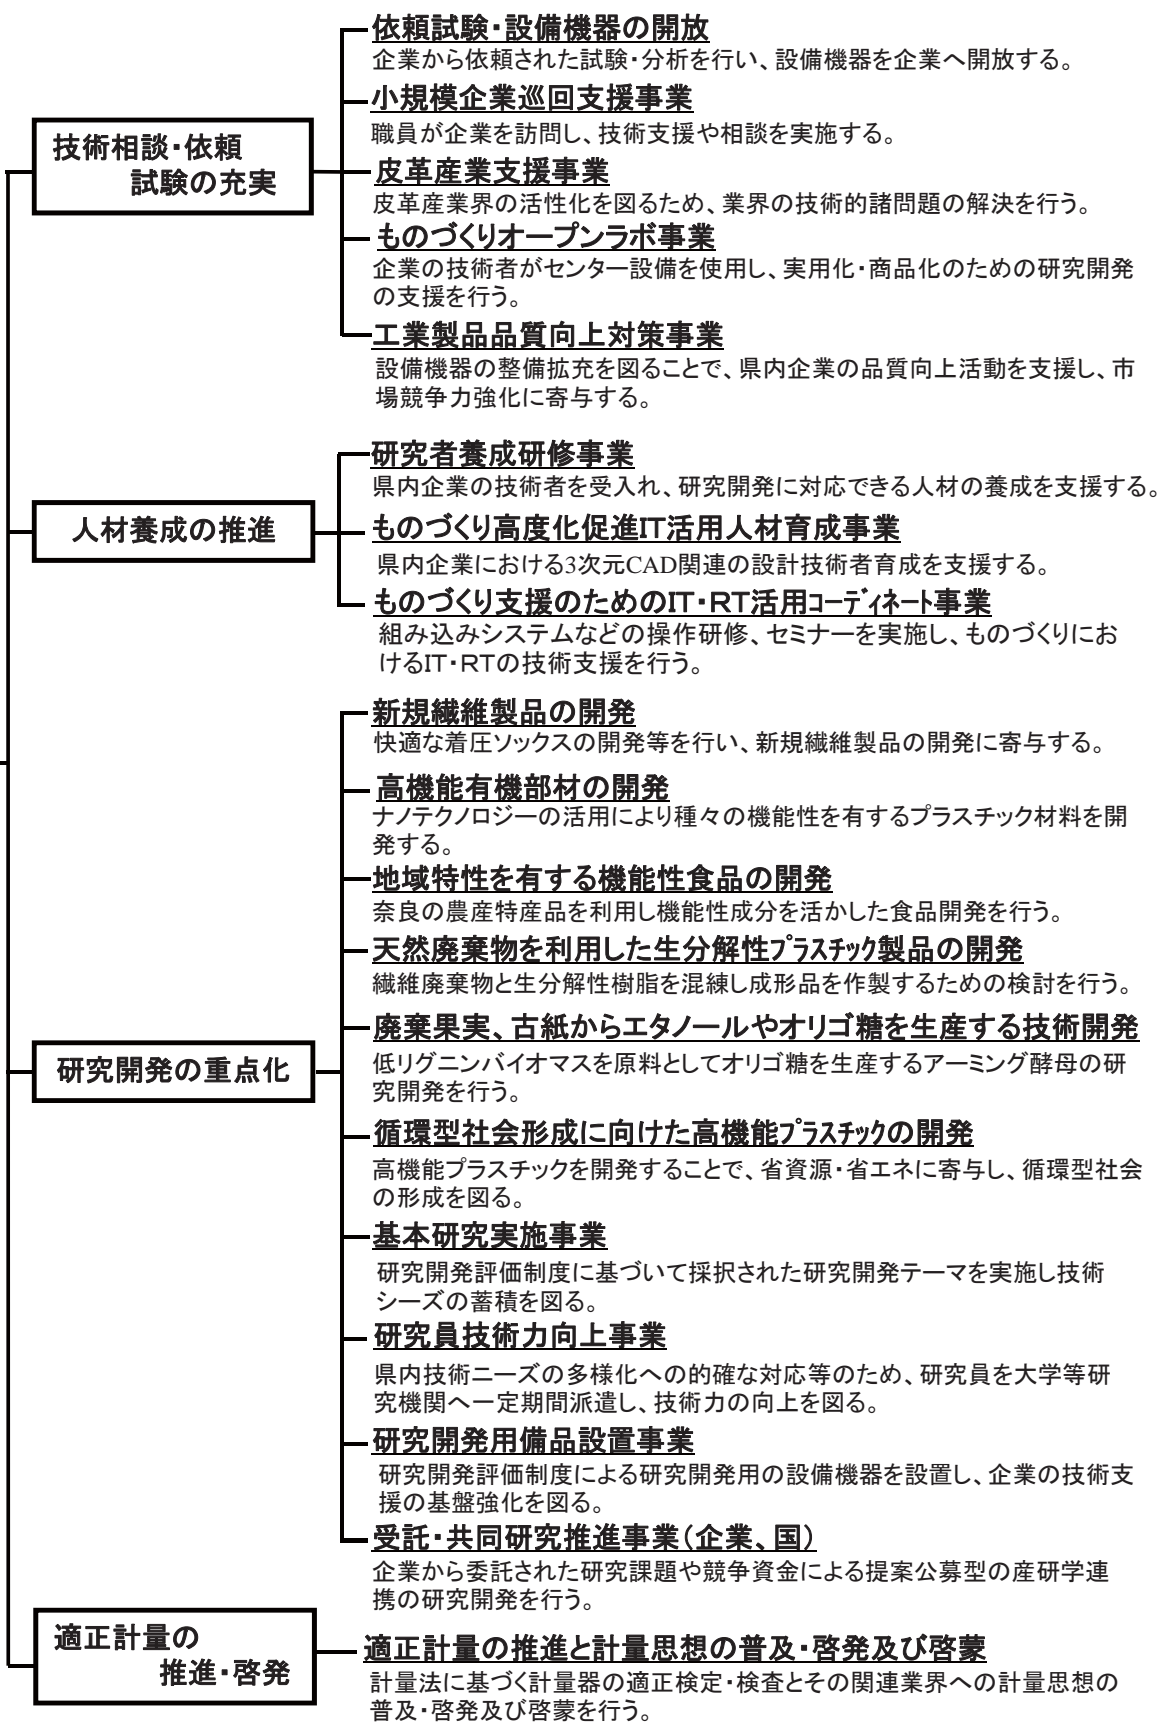 依頼試験・設備機器の開放
企業から依頼された試験・分析を行い、設備機器を企業へ開放する。
小規模企業巡回支援事業
職員が企業を訪問し、技術支援や相談を実施する。
技術相談・依頼
試験の充実
皮革産業支援事業
皮革産業界の活性化を図るため、業界の技術的諸問題の解決を行う。
ものづくりオープンラボ事業
企業の技術者がセンター設備を使用し、実用化・商品化のための研究開発
の支援を行う。
工業製品品質向上対策事業
設備機器の整備拡充を図ることで、県内企業の品質向上活動を支援し、市
場競争力強化に寄与する。
研究者養成研修事業
県内企業の技術者を受入れ、研究開発に対応できる人材の養成を支援する。
人材養成の推進
ものづくり高度化促進IT活用人材育成事業
県内企業における3次元CAD関連の設計技術者育成を支援する。
ものづくり支援のためのIT・RT活用ｺｰﾃﾞｨﾈｰﾄ事業
組み込みシステムなどの操作研修、セミナーを実施し、ものづくりにお
けるIT・RTの技術支援を行う。
新規繊維製品の開発
快適な着圧ソックスの開発等を行い、新規繊維製品の開発に寄与する。
高機能有機部材の開発
ナノテクノロジーの活用により種々の機能性を有するプラスチック材料を開
発する。
地域特性を有する機能性食品の開発
奈良の農産特産品を利用し機能性成分を活かした食品開発を行う。
天然廃棄物を利用した生分解性ﾌﾟﾗｽﾁｯｸ製品の開発
繊維廃棄物と生分解性樹脂を混練し成形品を作製するための検討を行う。
廃棄果実、古紙からエタノールやオリゴ糖を生産する技術開発
研究開発の重点化
低リグニンバイオマスを原料としてオリゴ糖を生産するアーミング酵母の研
究開発を行う。
循環型社会形成に向けた高機能ﾌﾟﾗｽﾁｯｸの開発
高機能プラスチックを開発することで、省資源・省エネに寄与し、循環型社会
の形成を図る。
基本研究実施事業
研究開発評価制度に基づいて採択された研究開発テーマを実施し技術
シーズの蓄積を図る。
研究員技術力向上事業
県内技術ニーズの多様化への的確な対応等のため、研究員を大学等研
究機関へ一定期間派遣し、技術力の向上を図る。
研究開発用備品設置事業
研究開発評価制度による研究開発用の設備機器を設置し、企業の技術支
援の基盤強化を図る。
受託・共同研究推進事業（企業、国）
企業から委託された研究課題や競争資金による提案公募型の産研学連
携の研究開発を行う。
適正計量の
推進・啓発
適正計量の推進と計量思想の普及・啓発及び啓蒙
計量法に基づく計量器の適正検定・検査とその関連業界への計量思想の
普及・啓発及び啓蒙を行う。